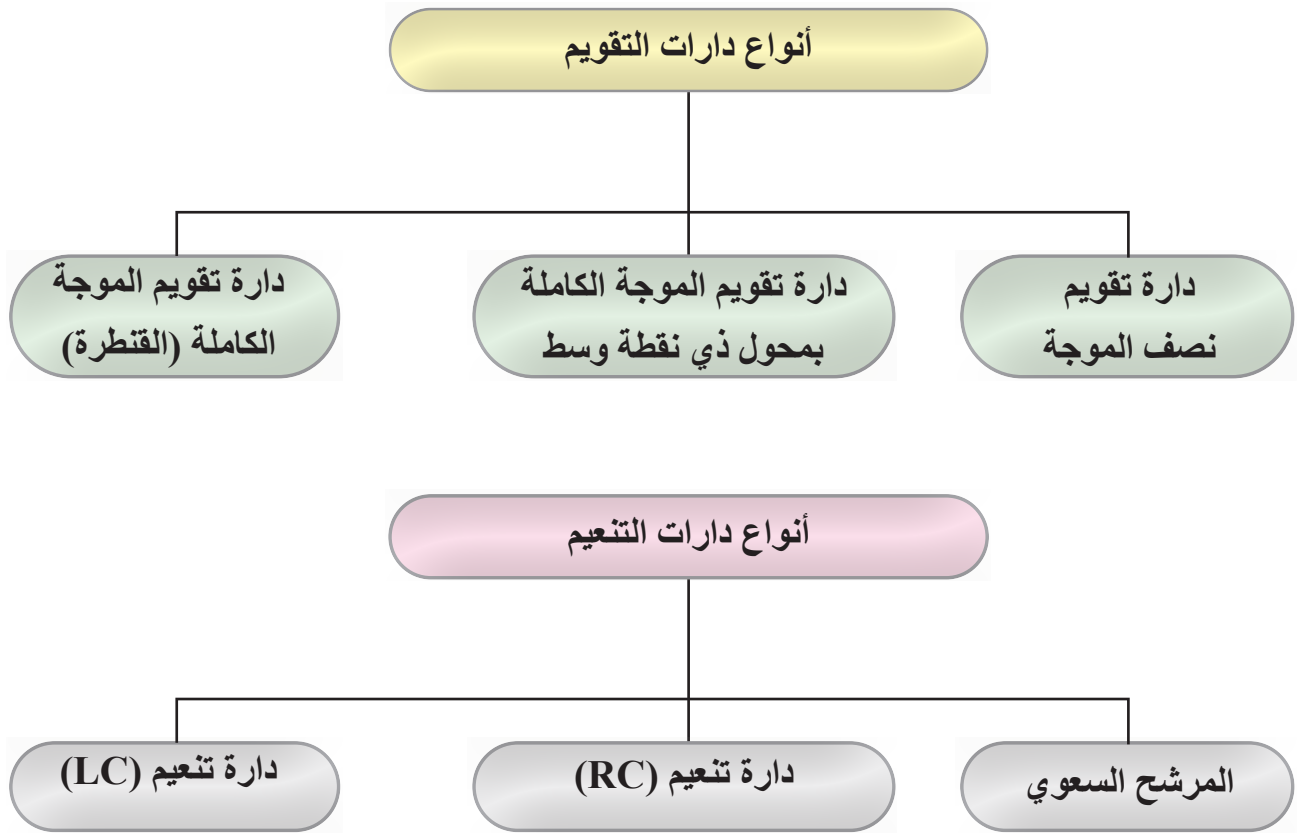 أنواع دارات التقويم
دارة تقويم
نصف الموجة
دارة تقويم الموجة الكاملة
بمحول ذي نقطة وسط
دارة تقويم الموجة
الكاملة (القنطرة)
أنواع دارات التنعيم
المرشح السعوي
دارة تنعيم (RC)
دارة تنعيم (LC)